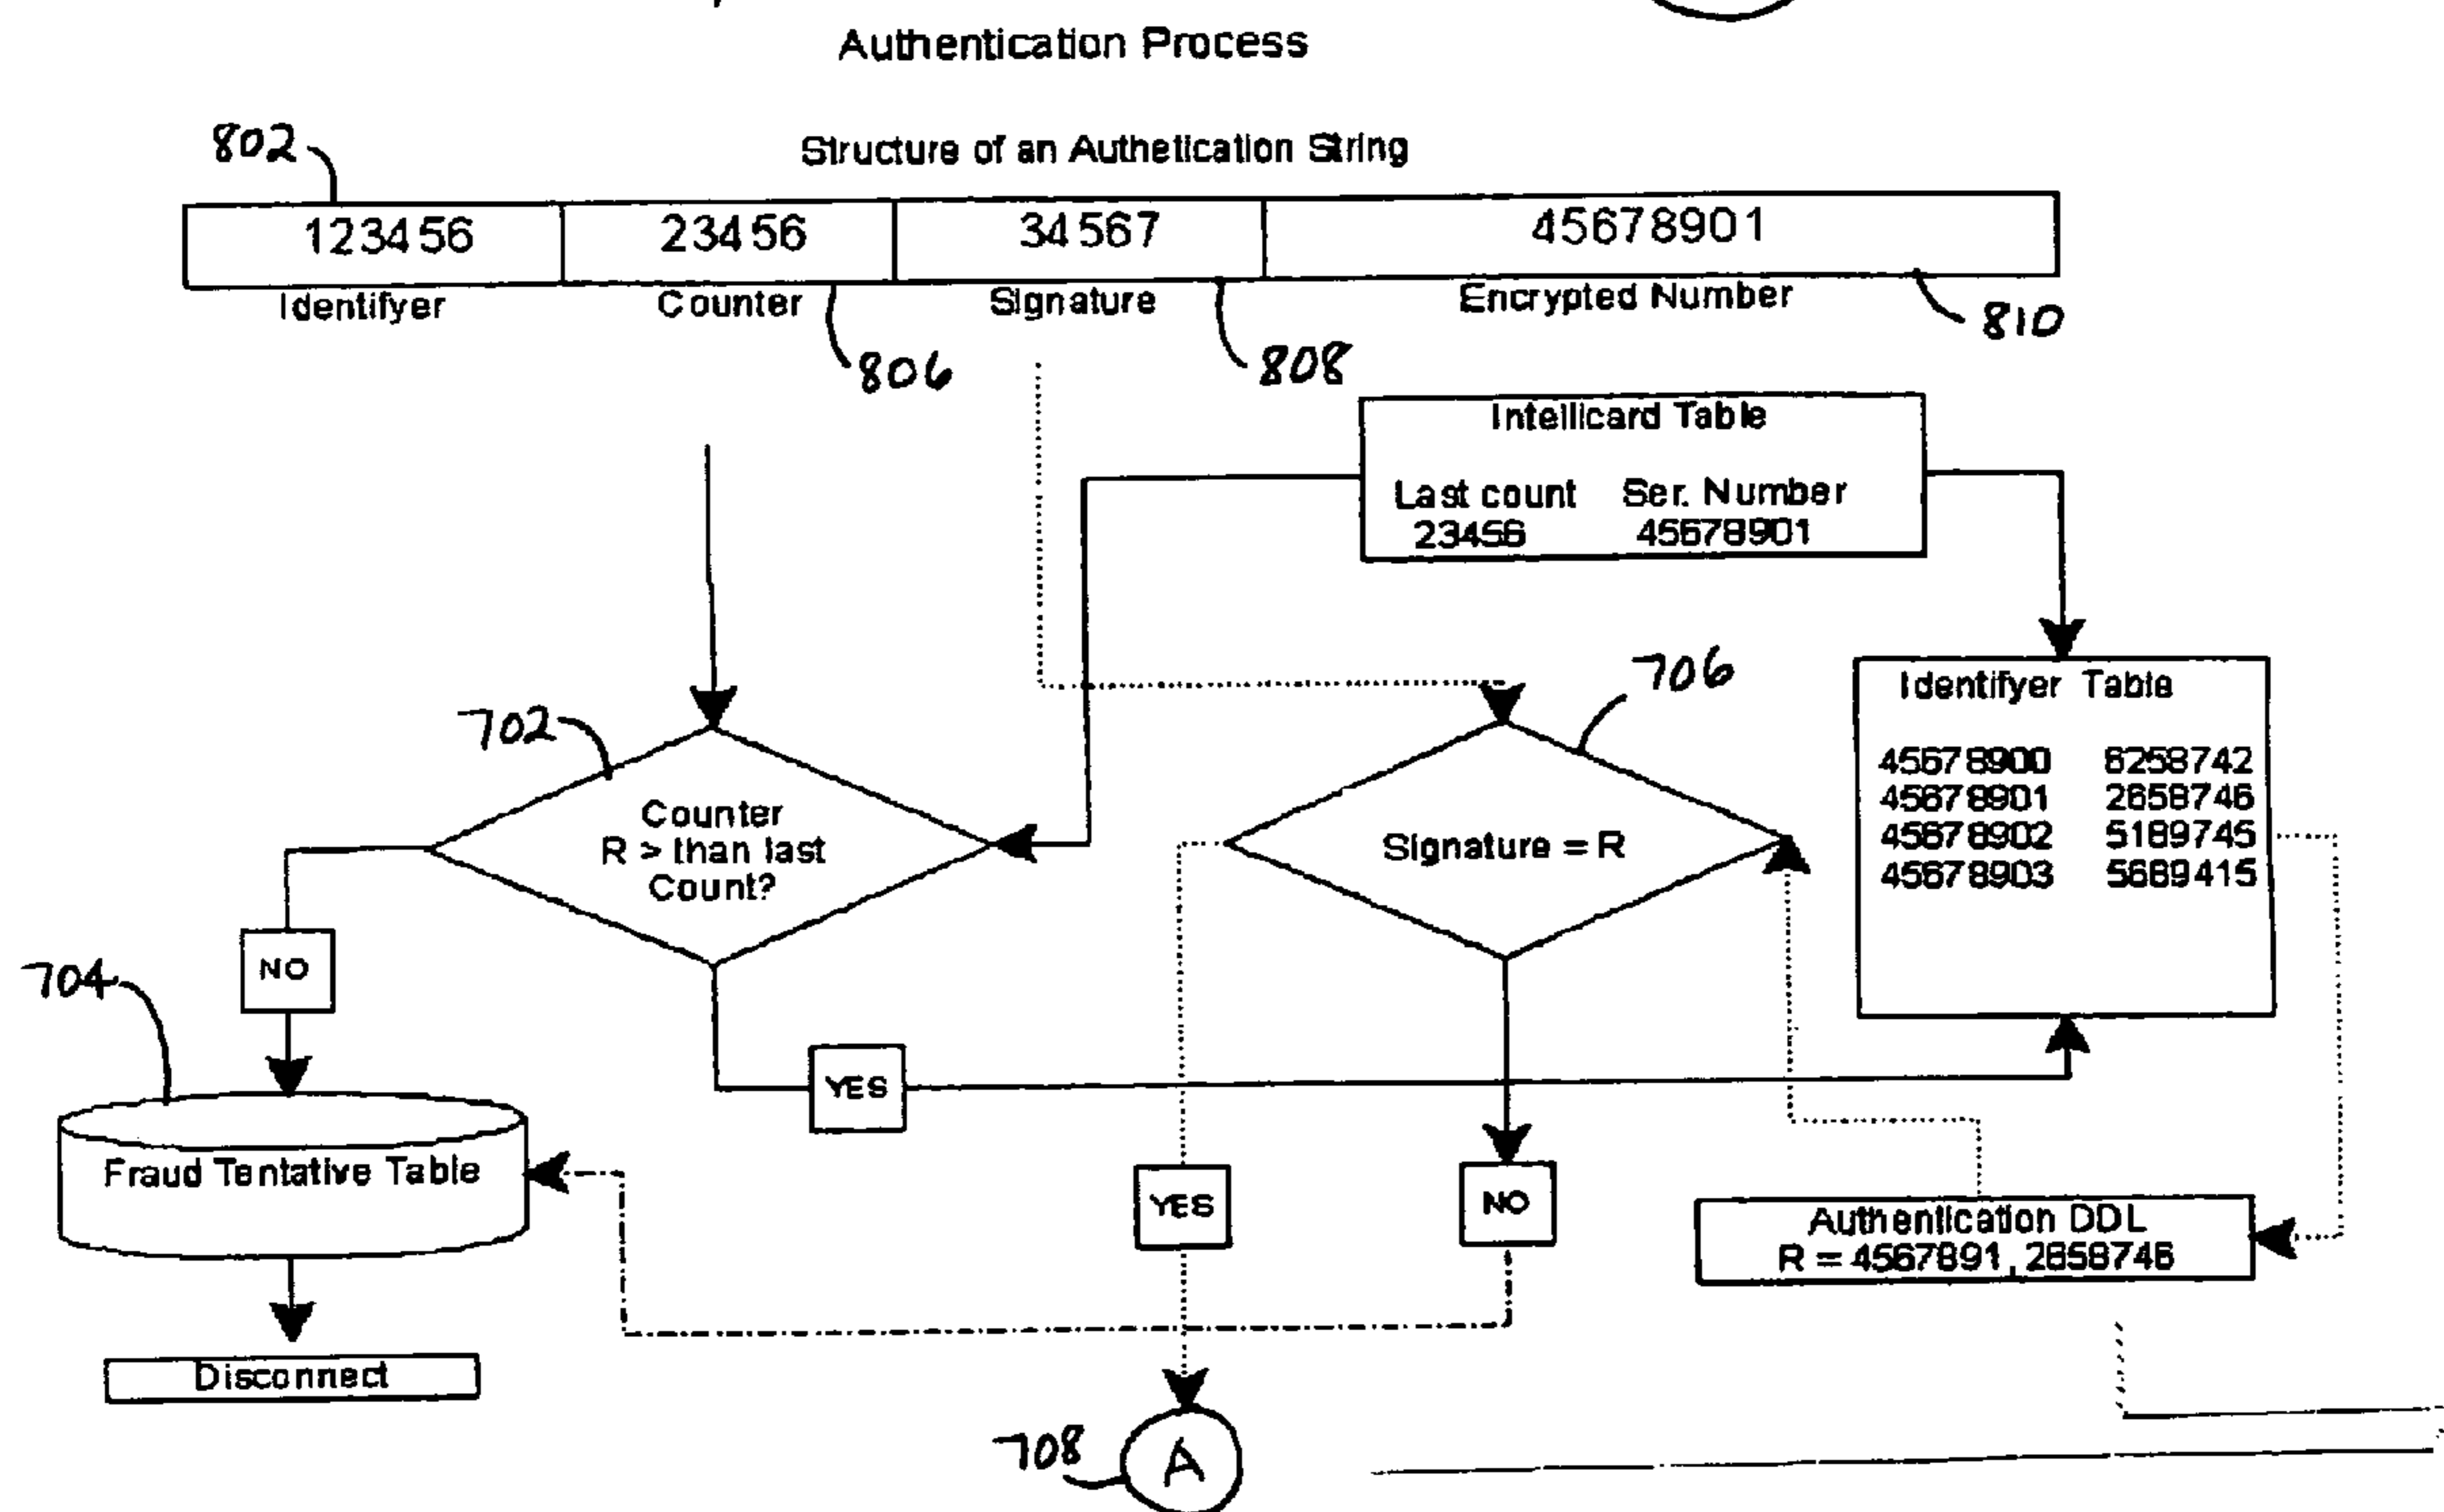 Authentication Process
802
Structure of an Authetication String
123456 23456 34567 45678901
Identifyer Counter Signature Encrypted Number
806 808 810
Intellicard Table
Last count Ser. Number
23456 45678901
706
702
Identifyer Table
45678900 6258742
45678901 2658746
45678902 5189745
45678903 5689415
Counter
R > than last
Count?
Signature = R
NO
704
YES
Fraud Tentative Table
YES
NO
Authentication DDL
R = 4567891, 2658746
Disconnect
708
A